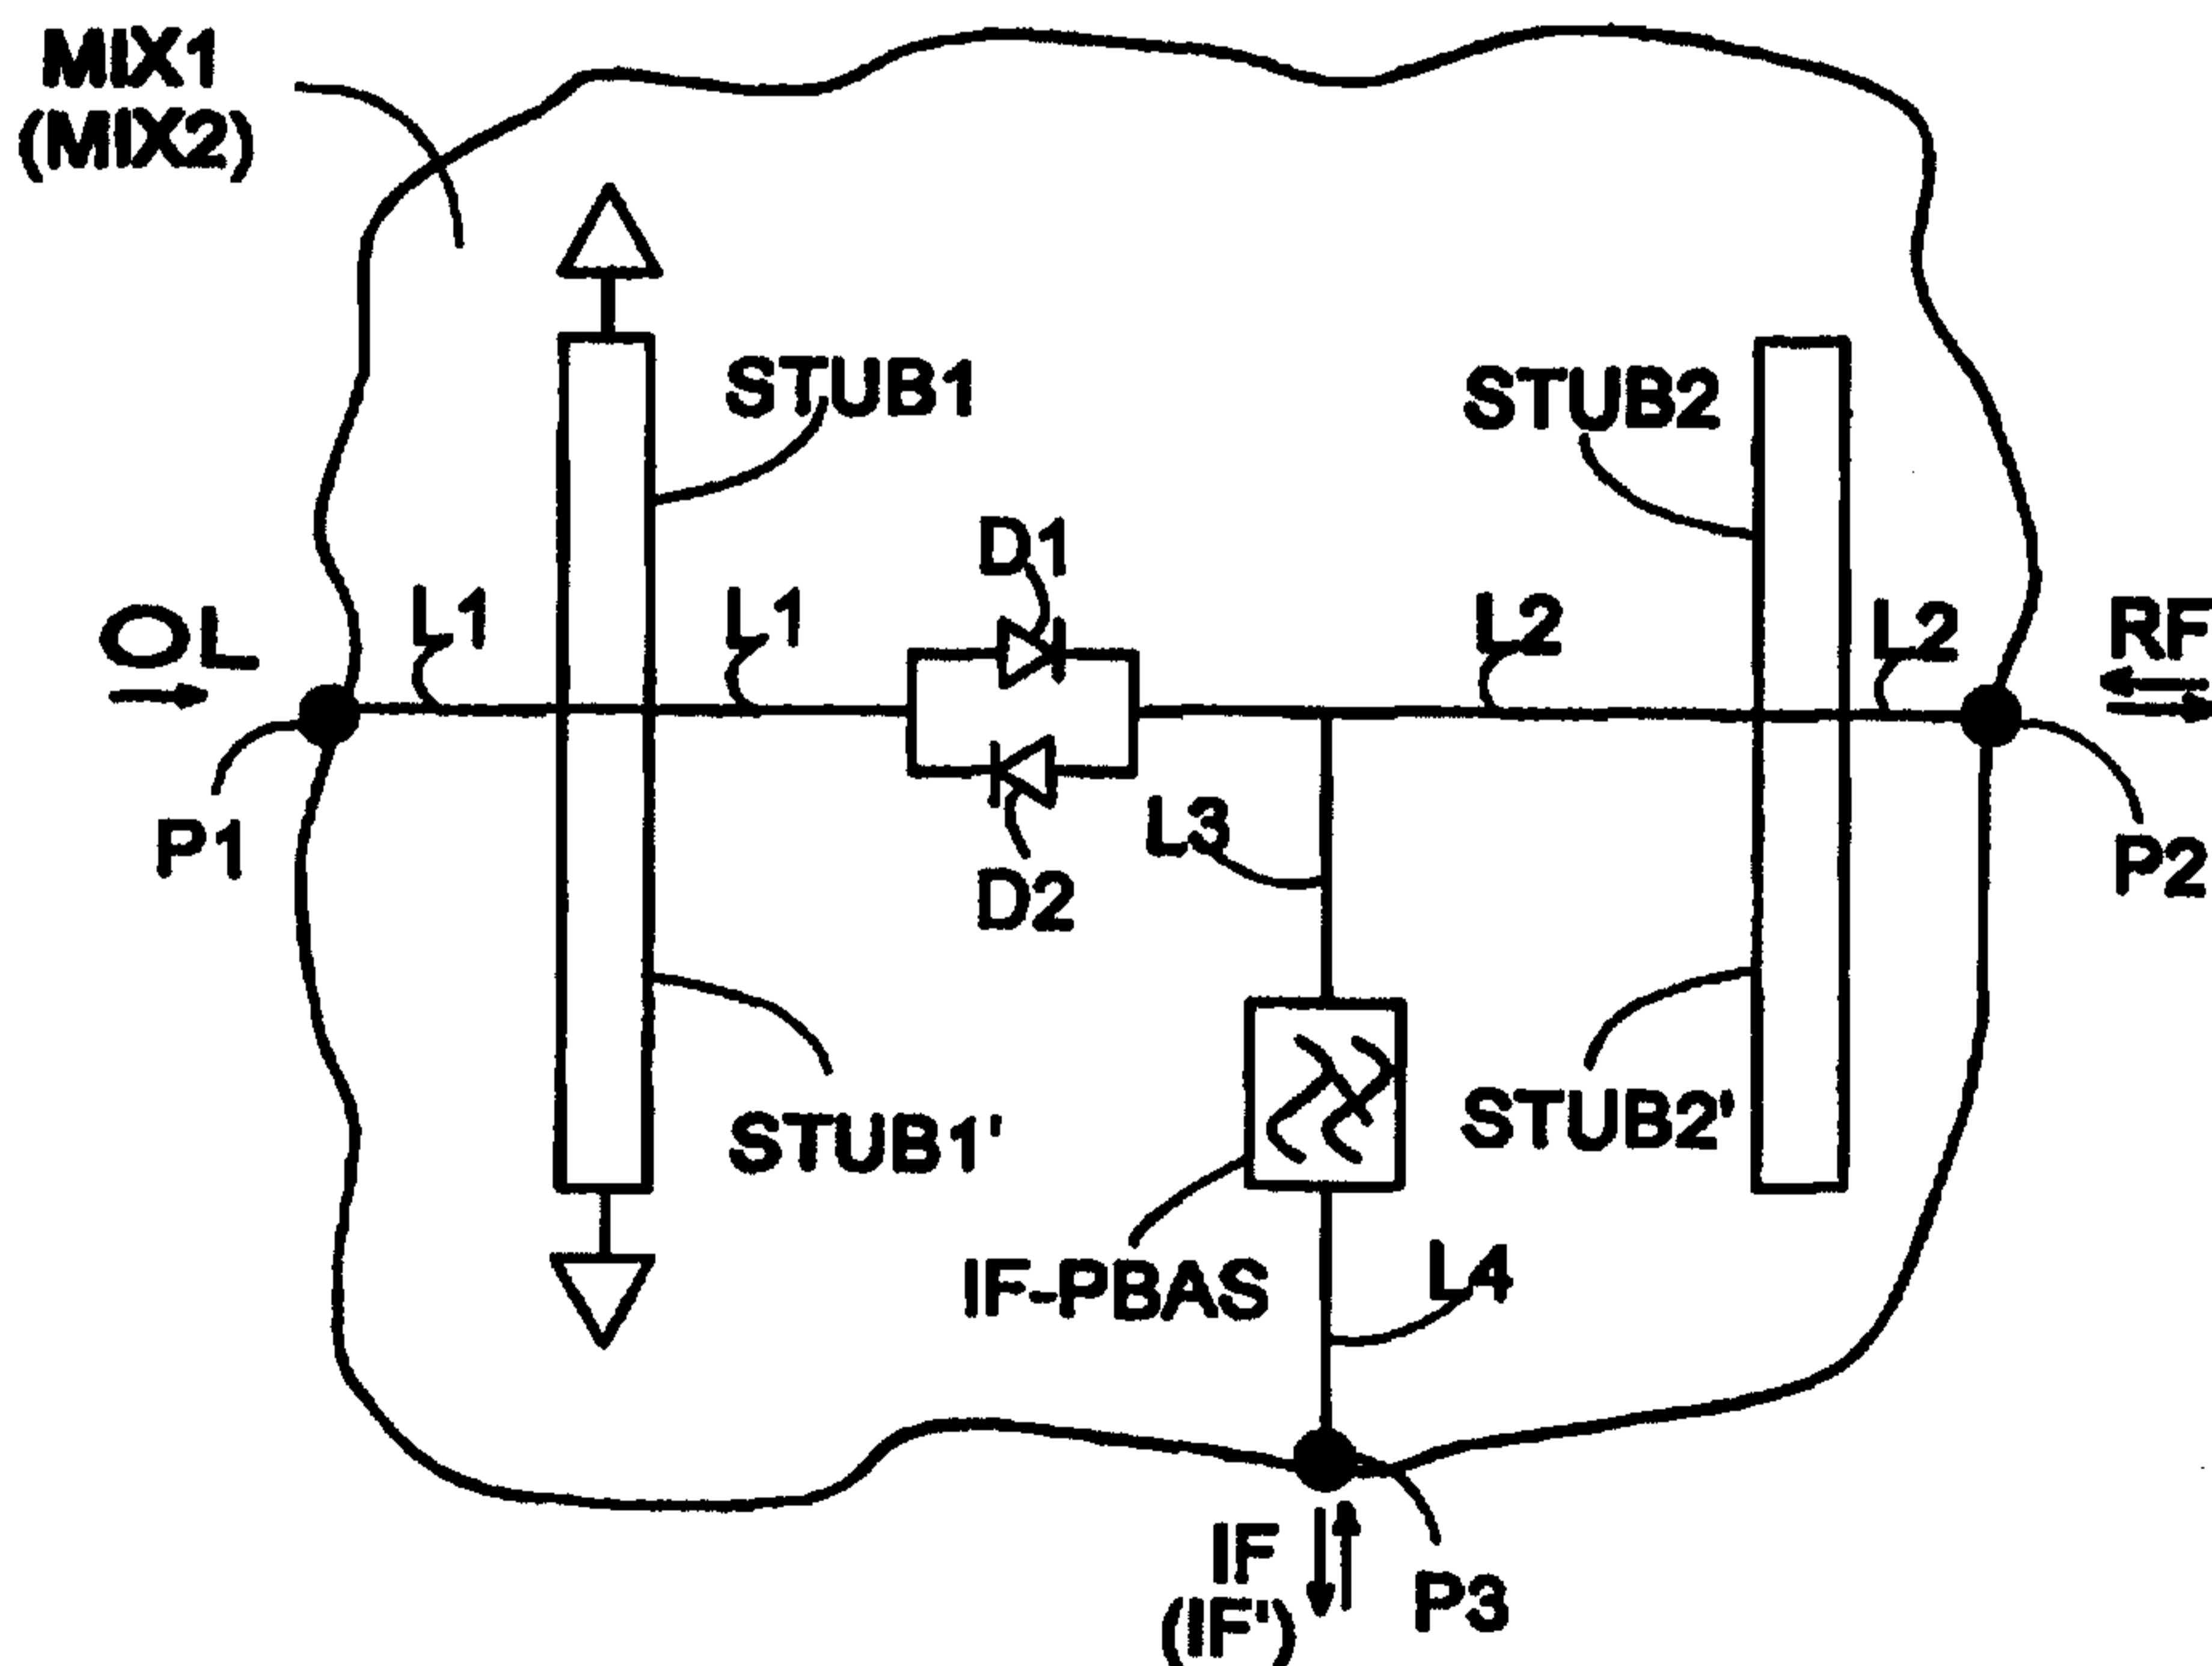 MIX1
(MIX2)
STUB1
STUB2
D1
OL
L1
L1
L2
L2
RF
P1
D2
L3
P2
STUB1'
STUB2'
IF-PBAS
L4
IF
(IF')
P3